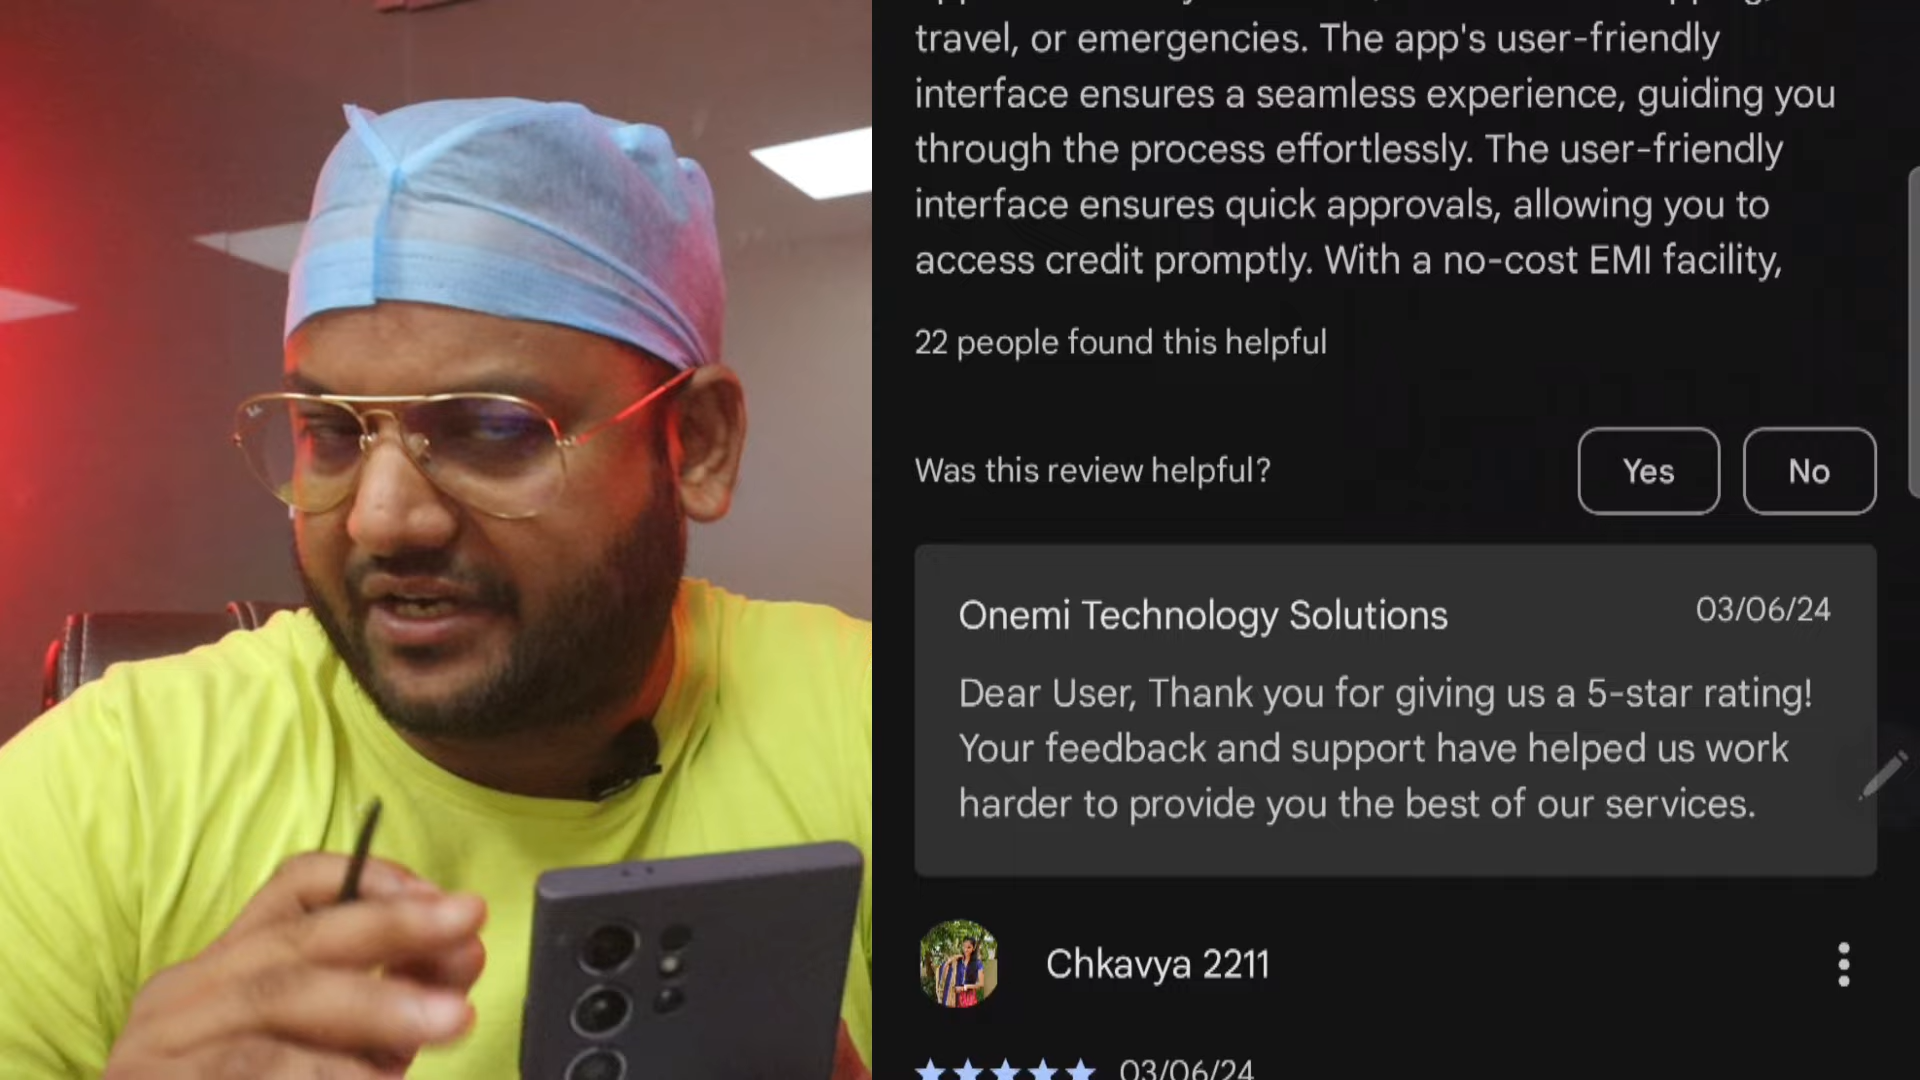 travel, or emergencies. The app's user-friendly
interface ensures a seamless experience, guiding you
through the process effortlessly. The user-friendly
interface ensures quick approvals, allowing you to
access credit promptly. With a no-cost EMI facility,
22 people found this helpful
Was this review helpful?
Yes
No
Onemi Technology Solutions
03/06/24
Dear User, Thank you for giving us a 5-star rating!
Your feedback and support have helped us work
harder to provide you the best of our services.
Chkavya 2211
03/06/24